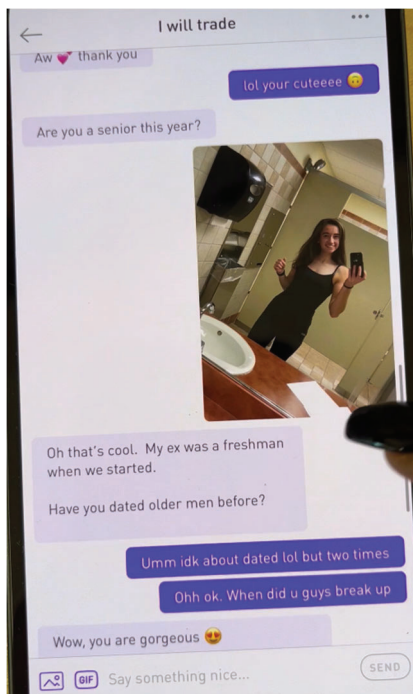 I will trade
Aw 💕 thank you
lol your cuteeee 🙃
Are you a senior this year?
Oh that's cool. My ex was a freshman
when we started.
Have you dated older men before?
Umm idk about dated lol but two times
Ohh ok. When did u guys break up
Wow, you are gorgeous 😍
GIF
Say something nice...
SEND